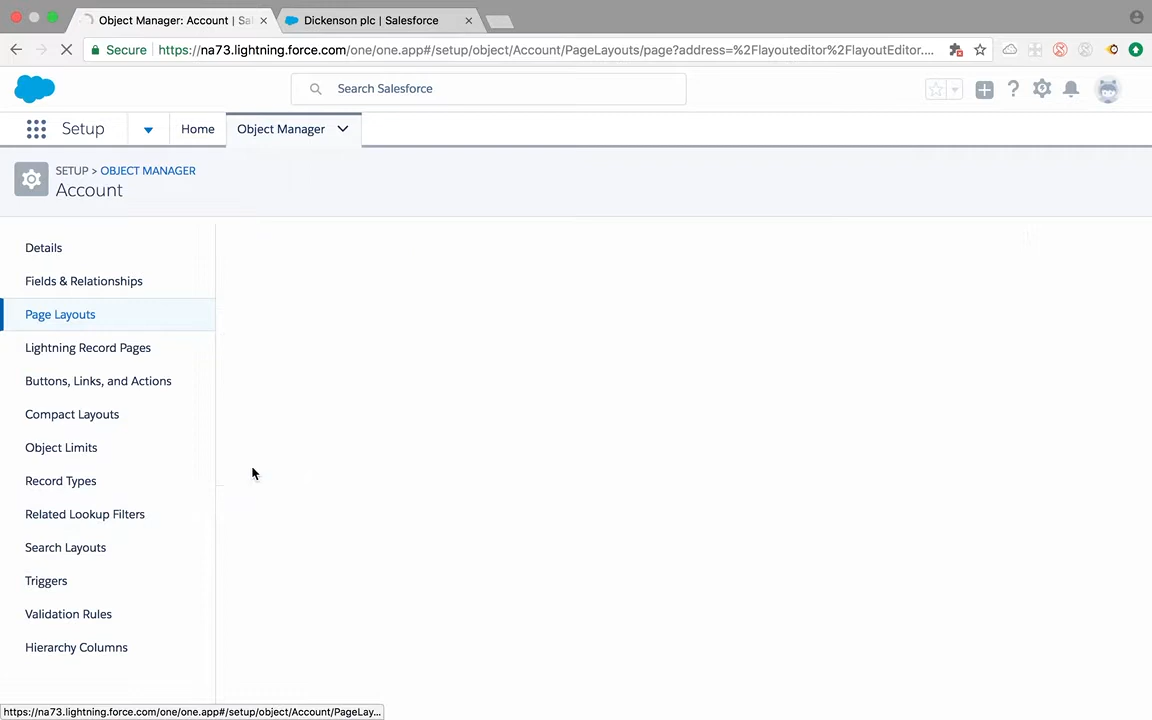 Object Manager: Account | Sa
Dickenson plc | Salesforce
Secure
https://na73.lightning.force.com/one/one.app#/setup/object/Account/PageLayouts/page?address=%2Flayouteditor%2FlayoutEditor....
Search Salesforce
Setup
Home
Object Manager
SETUP > OBJECT MANAGER
Account
Details
Fields & Relationships
Page Layouts
Lightning Record Pages
Buttons, Links, and Actions
Compact Layouts
Object Limits
Record Types
Related Lookup Filters
Search Layouts
Triggers
Validation Rules
Hierarchy Columns
https://na73.lightning.force.com/one/one.app#/setup/object/Account/PageLay...